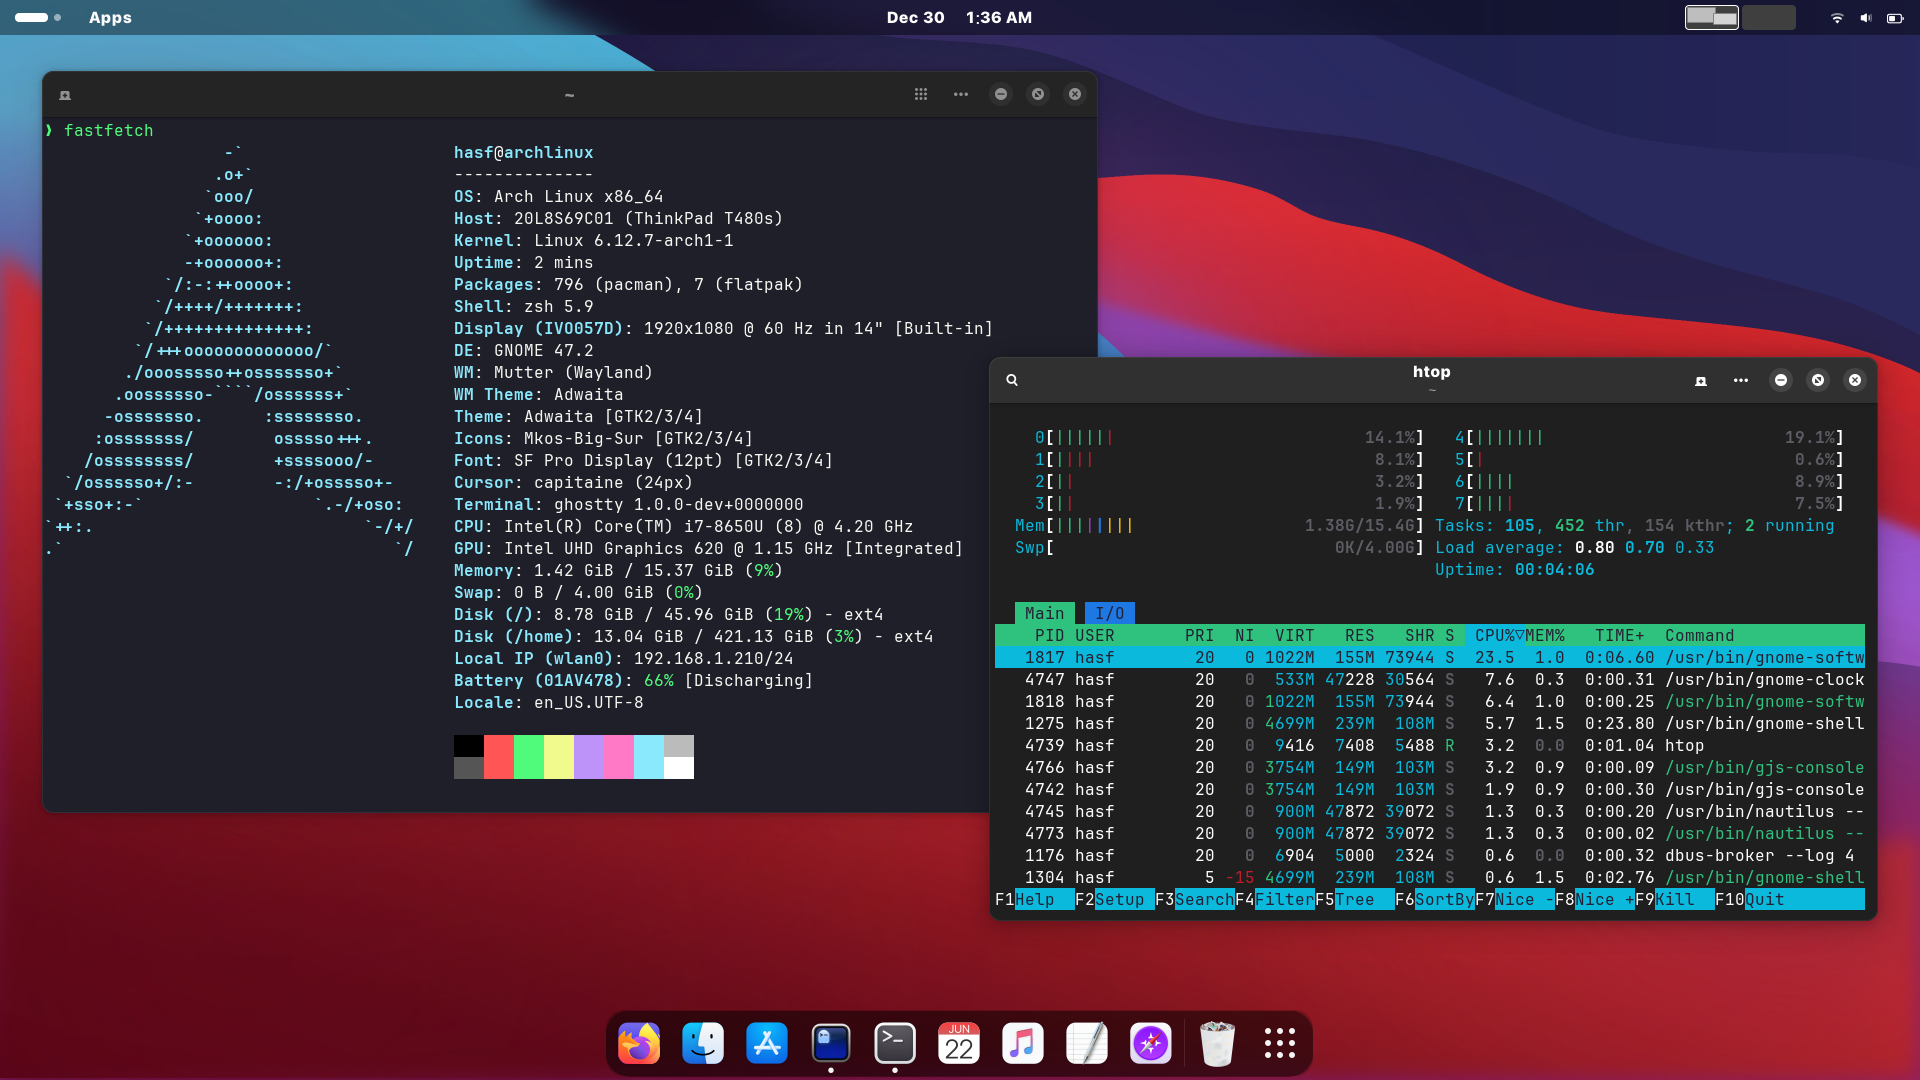 Apps
Dec 30 1:36 AM
~
❯ fastfetch
-` hasf@archlinux
.o+` --------------
`ooo/ OS: Arch Linux x86_64
`+oooo: Host: 20L8S69C01 (ThinkPad T480s)
`+oooooo: Kernel: Linux 6.12.7-arch1-1
-+oooooo+: Uptime: 2 mins
`/:-:++oooo+: Packages: 796 (pacman), 7 (flatpak)
`/++++/+++++++: Shell: zsh 5.9
`/++++++++++++++: Display (IVO057D): 1920x1080 @ 60 Hz in 14" [Built-in]
`/+++ooooooooooooo/` DE: GNOME 47.2
./ooosssso++osssssso+` WM: Mutter (Wayland)
.oossssso-````/ossssss+` WM Theme: Adwaita
-osssssso. :ssssssso. Theme: Adwaita [GTK2/3/4]
:osssssss/ osssso+++. Icons: Mkos-Big-Sur [GTK2/3/4]
/ossssssss/ +ssssooo/- Font: SF Pro Display (12pt) [GTK2/3/4]
`/ossssso+/:- -:/+osssso+- Cursor: capitaine (24px)
`+sso+:-` `.-/+oso: Terminal: ghostty 1.0.0-dev+0000000
`++:. `-/+/ CPU: Intel(R) Core(TM) i7-8650U (8) @ 4.20 GHz
.` `/ GPU: Intel UHD Graphics 620 @ 1.15 GHz [Integrated]
Memory: 1.42 GiB / 15.37 GiB (9%)
Swap: 0 B / 4.00 GiB (0%)
Disk (/): 8.78 GiB / 45.96 GiB (19%) - ext4
Disk (/home): 13.04 GiB / 421.13 GiB (3%) - ext4
Local IP (wlan0): 192.168.1.210/24
Battery (01AV478): 66% [Discharging]
Locale: en_US.UTF-8
htop
~
0[|||||| 14.1%] 4[||||||| 19.1%]
1[|||| 8.1%] 5[| 0.6%]
2[|| 3.2%] 6[|||| 8.9%]
3[|| 1.9%] 7[|||| 7.5%]
Mem[|||||||| 1.38G/15.4G] Tasks: 105, 452 thr, 154 kthr; 2 running
Swp[ 0K/4.00G] Load average: 0.80 0.70 0.33
Uptime: 00:04:06
Main I/O
PID USER PRI NI VIRT RES SHR S CPU%▽MEM% TIME+ Command
1817 hasf 20 0 1022M 155M 73944 S 23.5 1.0 0:06.60 /usr/bin/gnome-softw
4747 hasf 20 0 533M 47228 30564 S 7.6 0.3 0:00.31 /usr/bin/gnome-clock
1818 hasf 20 0 1022M 155M 73944 S 6.4 1.0 0:00.25 /usr/bin/gnome-softw
1275 hasf 20 0 4699M 239M 108M S 5.7 1.5 0:23.80 /usr/bin/gnome-shell
4739 hasf 20 0 9416 7408 5488 R 3.2 0.0 0:01.04 htop
4766 hasf 20 0 3754M 149M 103M S 3.2 0.9 0:00.09 /usr/bin/gjs-console
4742 hasf 20 0 3754M 149M 103M S 1.9 0.9 0:00.30 /usr/bin/gjs-console
4745 hasf 20 0 900M 47872 39072 S 1.3 0.3 0:00.20 /usr/bin/nautilus --
4773 hasf 20 0 900M 47872 39072 S 1.3 0.3 0:00.02 /usr/bin/nautilus --
1176 hasf 20 0 6904 5000 2324 S 0.6 0.0 0:00.32 dbus-broker --log 4
1304 hasf 5 -15 4699M 239M 108M S 0.6 1.5 0:02.76 /usr/bin/gnome-shell
F1Help F2Setup F3SearchF4FilterF5Tree F6SortByF7Nice -F8Nice +F9Kill F10Quit
JUN
22